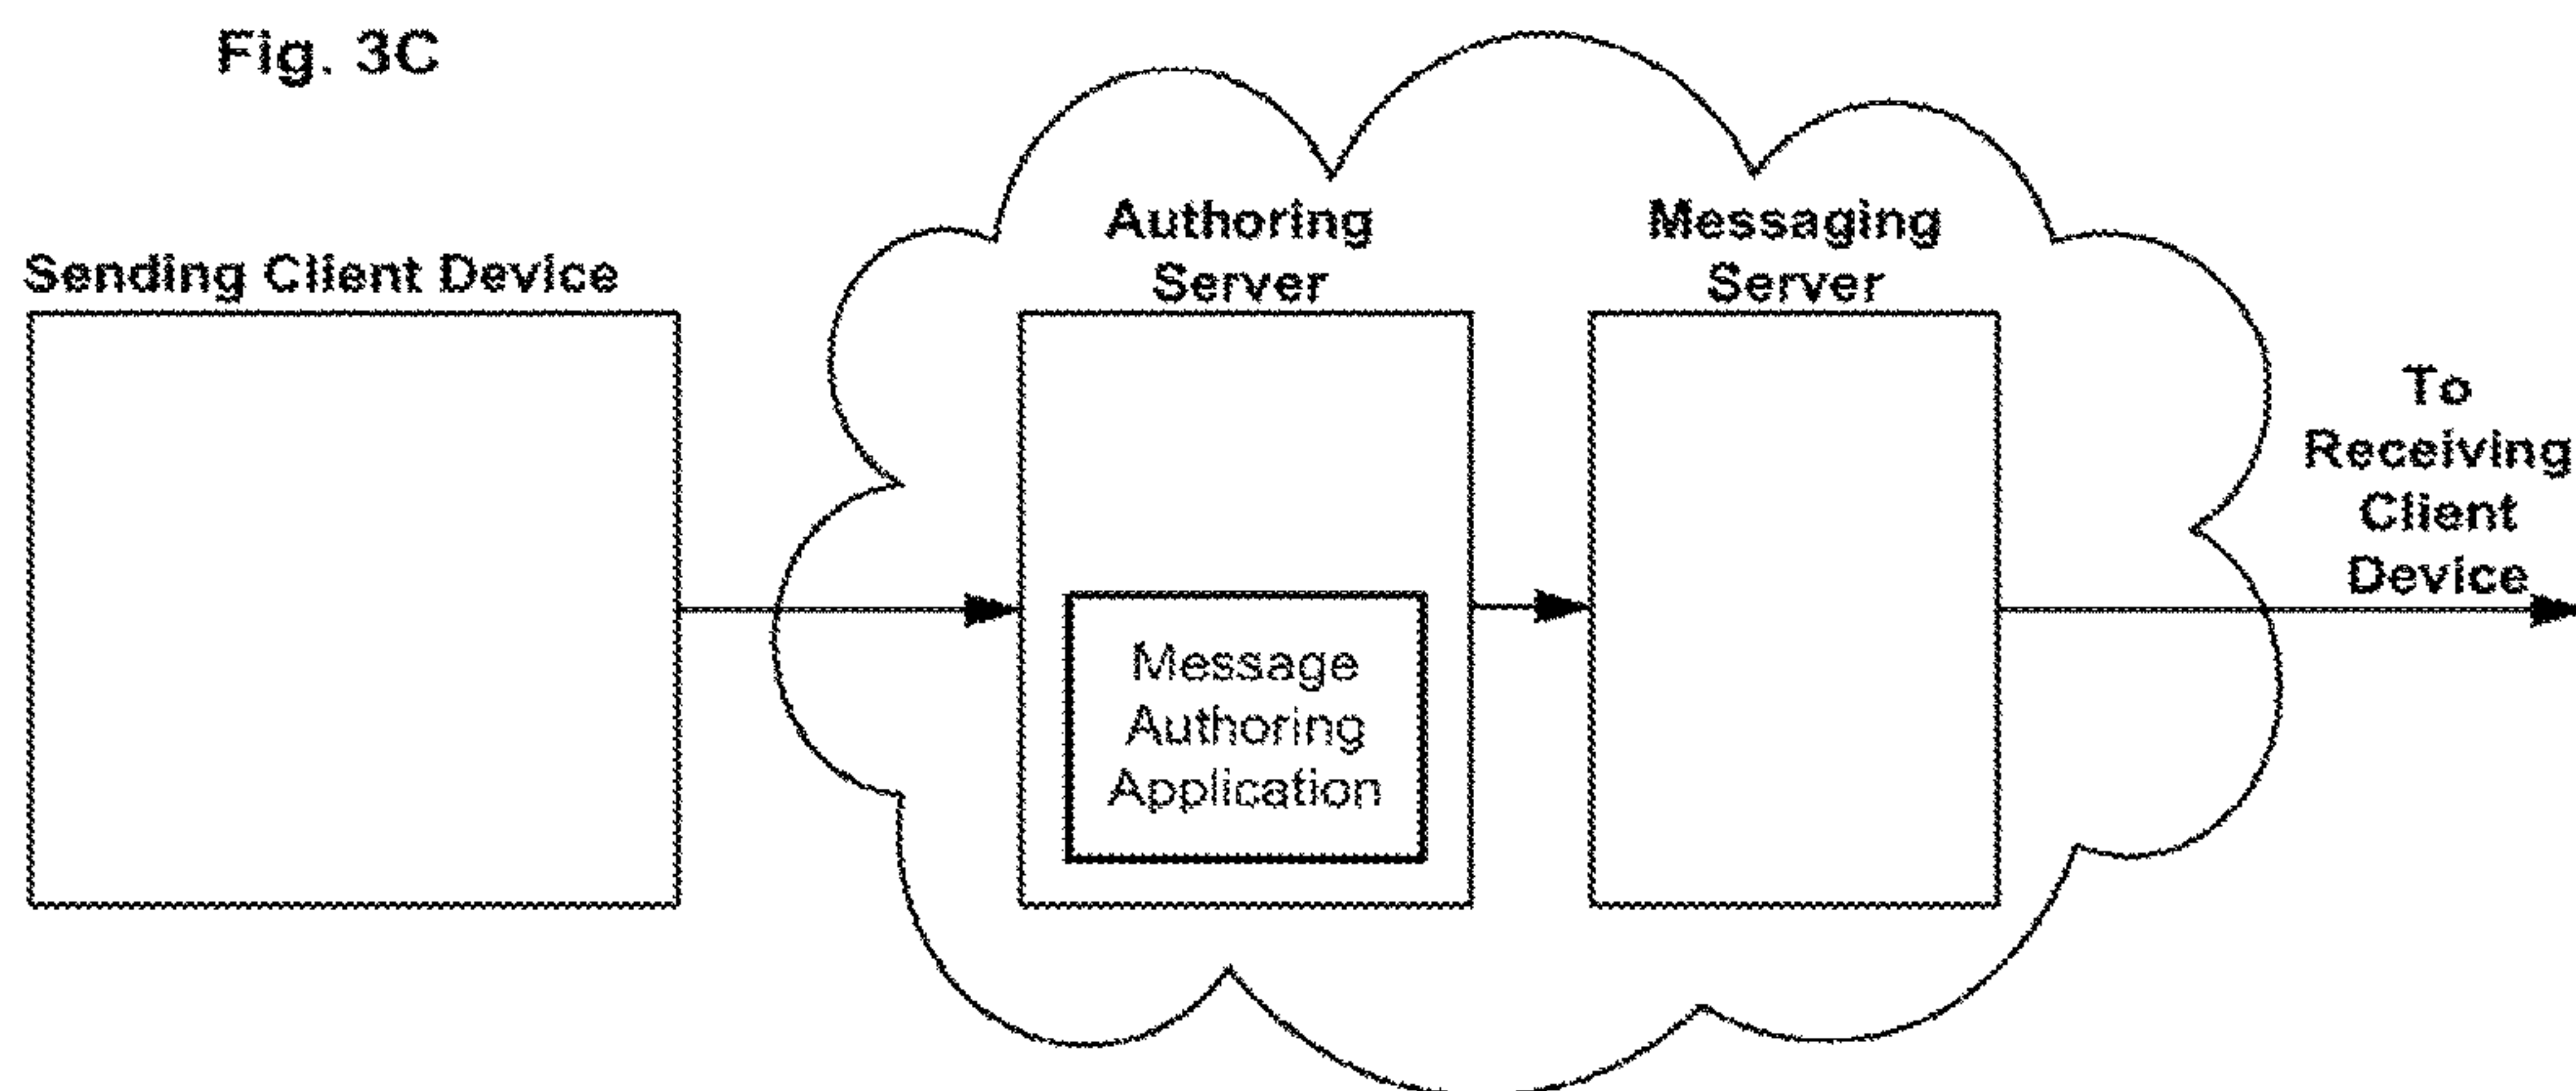 Fig. 3C
Sending Client Device
Authoring
Server
Messaging
Server
Message
Authoring
Application
To
Receiving
Client
Device